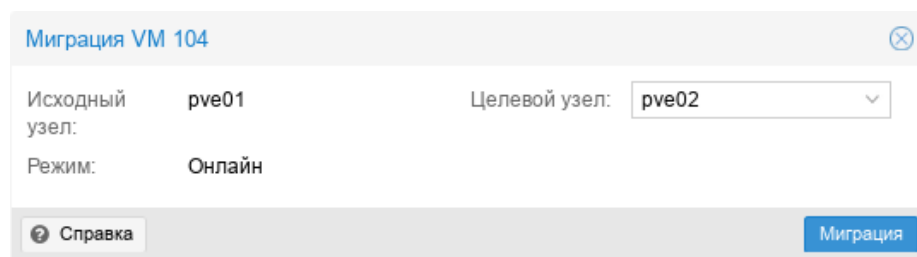 Миграция VM 104
Исходный узел: pve01
Целевой узел: pve02
Режим: Онлайн
Справка
Миграция